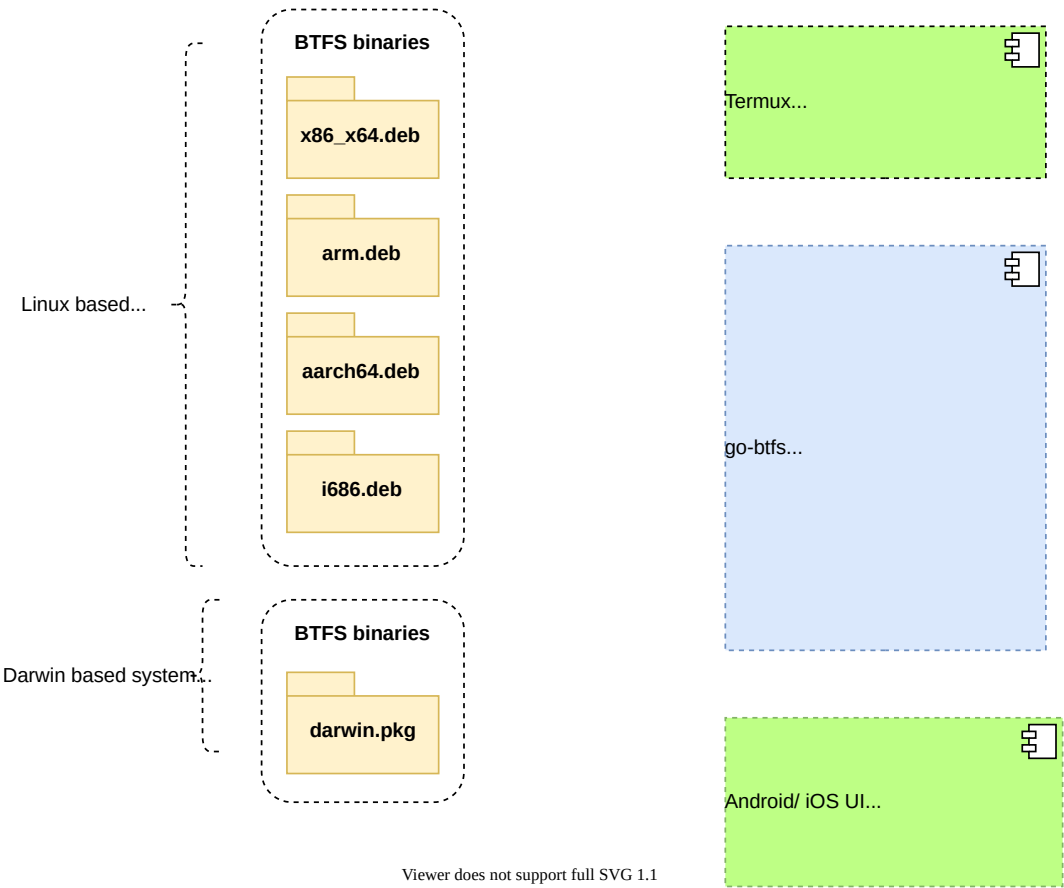 BTFS binaries
x86_x64.deb
arm.deb
Linux based...
aarch64.deb
i686.deb
BTFS binaries
Darwin based system...
darwin.pkg
Termux...
go-btfs...
Android/ iOS UI...
Viewer does not support full SVG 1.1